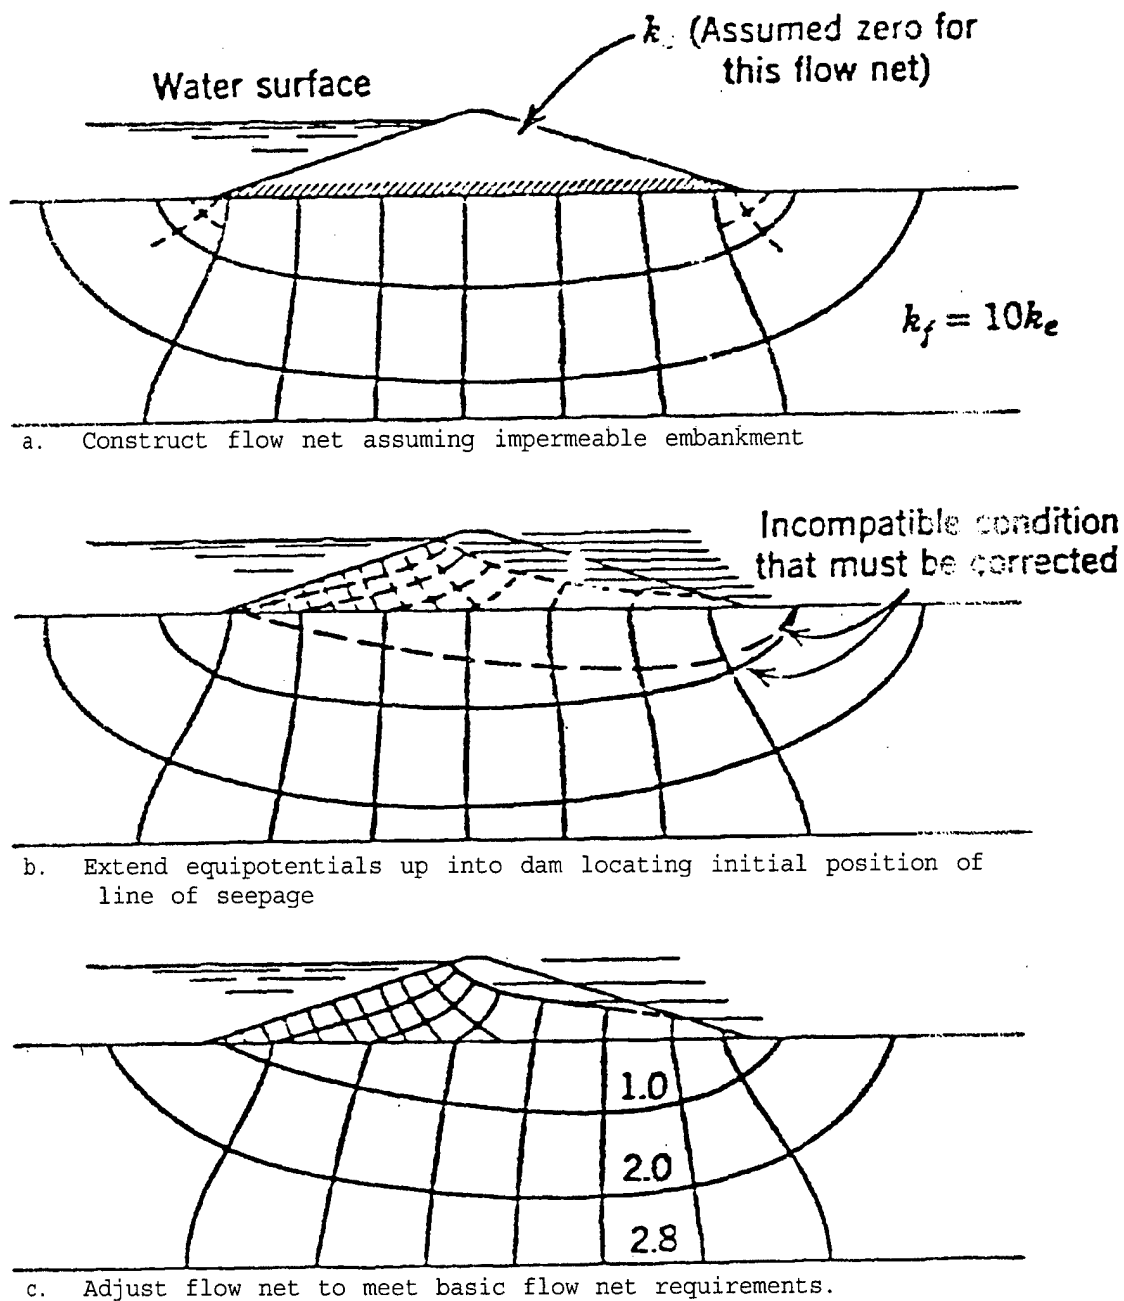 k (Assumed zero for
this flow net)
Water surface
k_f = 10k_e
a. Construct flow net assuming impermeable embankment
Incompatible condition
that must be corrected
b. Extend equipotentials up into dam locating initial position of
line of seepage
1.0
2.0
2.8
c. Adjust flow net to meet basic flow net requirements.